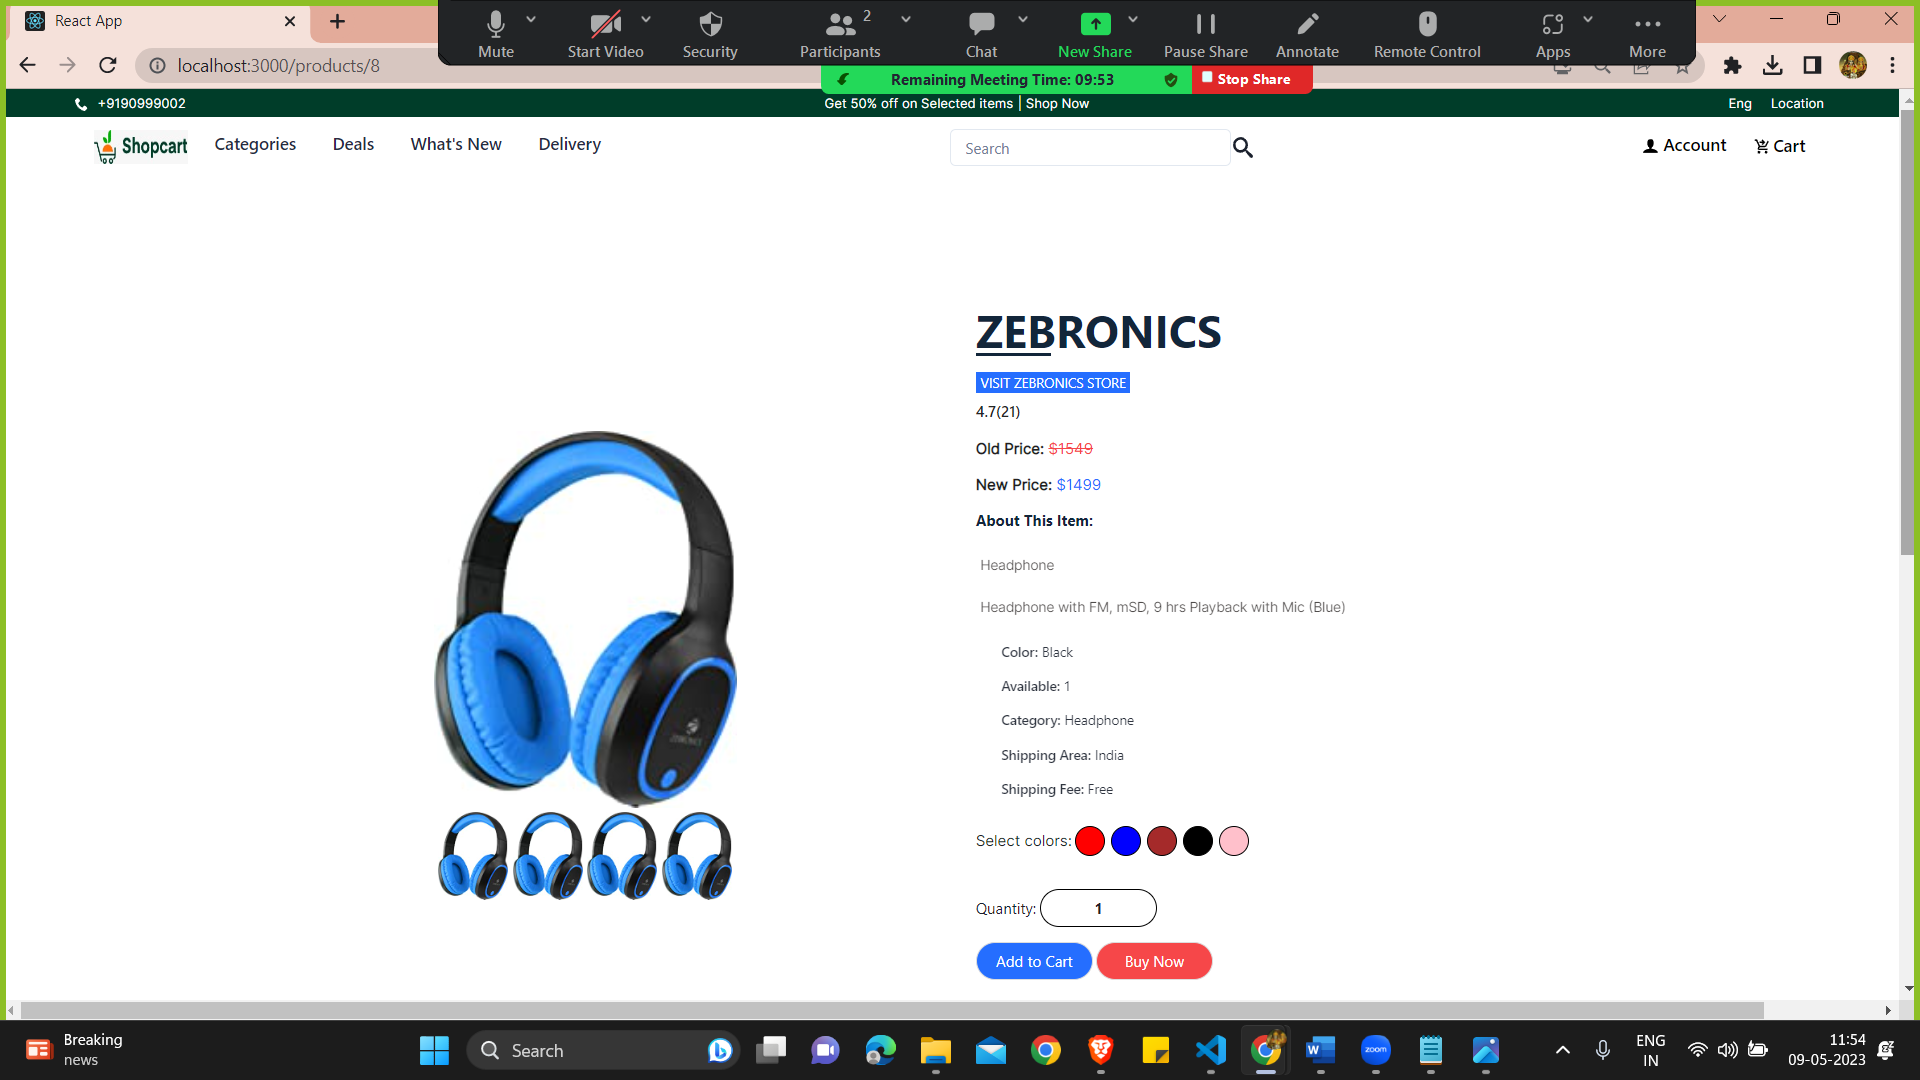 React App
Mute
Start Video
Security
Participants
2
Chat
New Share
Pause Share
Annotate
Remote Control
Apps
More
localhost:3000/products/8
Remaining Meeting Time: 09:53
Stop Share
+9190999002
Get 50% off on Selected items | Shop Now
Eng
Location
Shopcart
Categories
Deals
What's New
Delivery
Search
Account
Cart
ZEBRONICS
VISIT ZEBRONICS STORE
4.7(21)
Old Price: $1549
New Price: $1499
About This Item:
Headphone
Headphone with FM, mSD, 9 hrs Playback with Mic (Blue)
Color: Black
Available: 1
Category: Headphone
Shipping Area: India
Shipping Fee: Free
Select colors:
Quantity: 1
Add to Cart
Buy Now
Breaking
news
Search
W
zoom
ENG
IN
11:54
09-05-2023